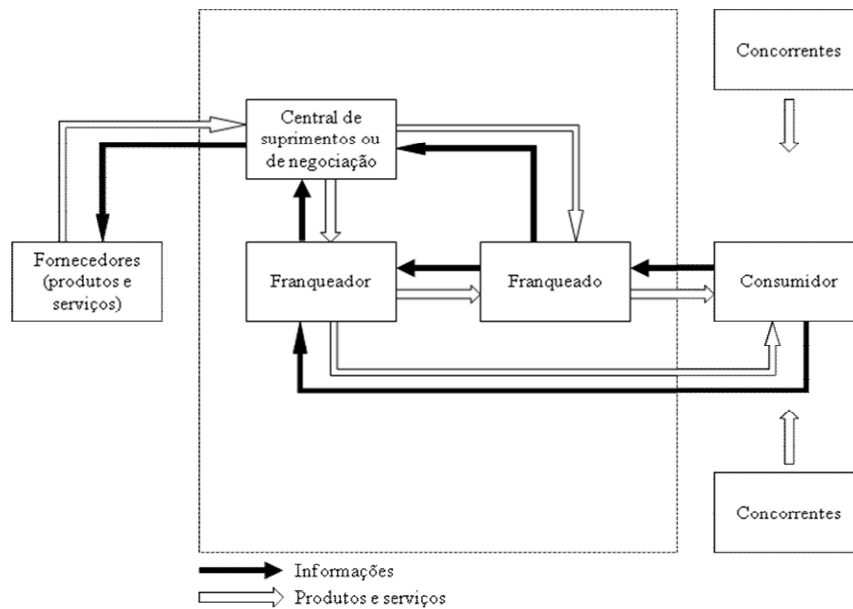 Concorrentes
Central de
suprimentos ou
de negociação
Fornecedores
(produtos e
serviços)
Franqueador
Franqueado
Consumidor
Concorrentes
Informações
Produtos e serviços